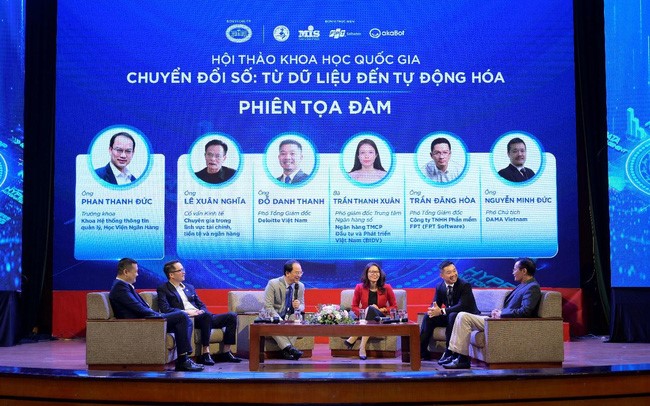 MIS
FPT Software
akaBot
HỘI THẢO KHOA HỌC QUỐC GIA
CHUYỂN ĐỔI SỐ: TỪ DỮ LIỆU ĐẾN TỰ ĐỘNG HÓA
PHIÊN TỌA ĐÀM
Ông
PHAN THANH ĐỨC
Trưởng khoa
Khoa Hệ thống thông tin
quản lý, Học Viện Ngân Hàng
Ông
LÊ XUÂN NGHĨA
Cố vấn Kinh tế
Chuyên gia trong
lĩnh vực tài chính,
tiền tệ và ngân hàng
Ông
ĐỖ DANH THANH
Phó Tổng Giám đốc
Deloitte Việt Nam
Bà
TRẦN THANH XUÂN
Phó giám đốc Trung tâm
Ngân hàng số
Ngân hàng TMCP
Đầu tư và Phát triển
Việt Nam (BIDV)
Ông
TRẦN ĐĂNG HÒA
Phó Tổng Giám đốc
Công ty TNHH Phần mềm
FPT (FPT Software)
Ông
NGUYỄN MINH ĐỨC
Phó Chủ tịch
DAMA Vietnam